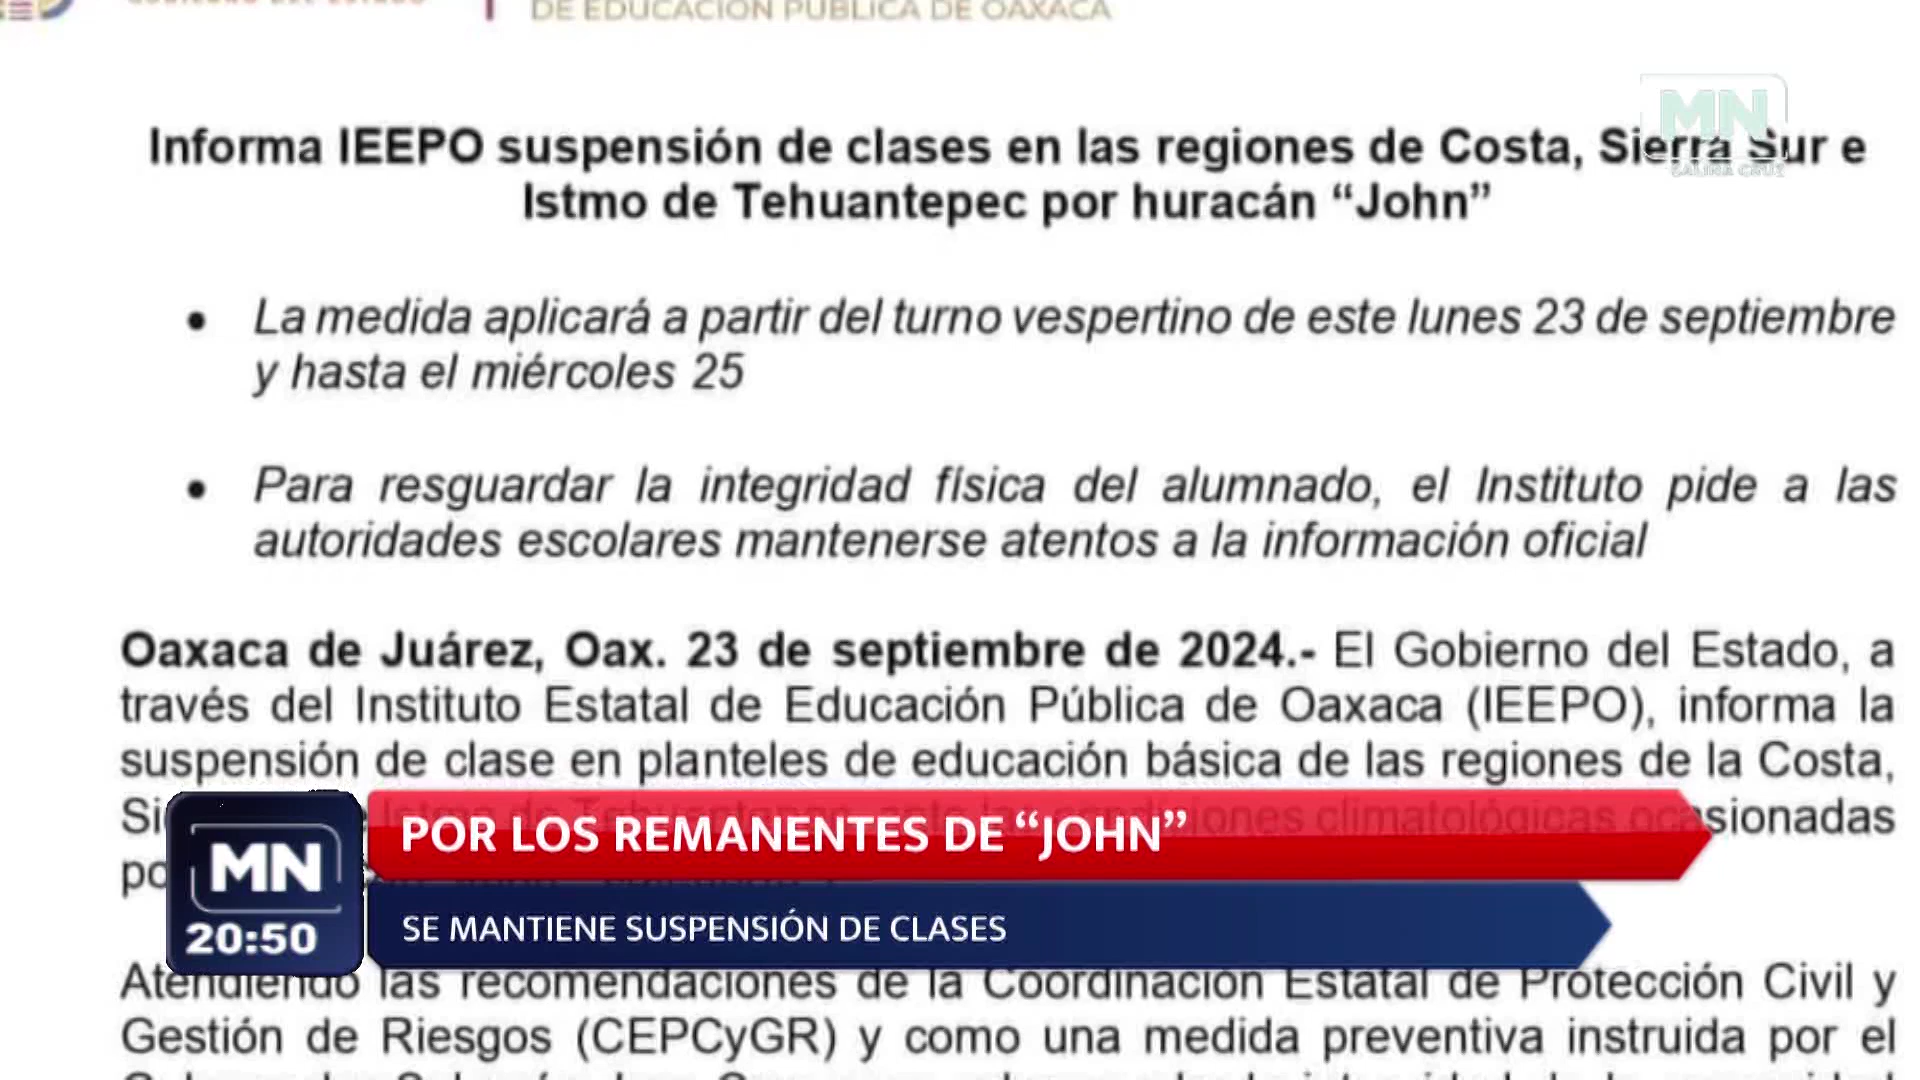 DE EDUCACIÓN PÚBLICA DE OAXACA
MN
SALINA CRUZ
Informa IEEPO suspensión de clases en las regiones de Costa, Sierra Sur e
Istmo de Tehuantepec por huracán “John”
• La medida aplicará a partir del turno vespertino de este lunes 23 de septiembre
y hasta el miércoles 25
• Para resguardar la integridad física del alumnado, el Instituto pide a las
autoridades escolares mantenerse atentos a la información oficial
Oaxaca de Juárez, Oax. 23 de septiembre de 2024.- El Gobierno del Estado, a
través del Instituto Estatal de Educación Pública de Oaxaca (IEEPO), informa la
suspensión de clase en planteles de educación básica de las regiones de la Costa,
climatológicas ocasionadas
POR LOS REMANENTES DE “JOHN”
MN
20:50
SE MANTIENE SUSPENSIÓN DE CLASES
Atendiendo las recomendaciones de la Coordinación Estatal de Protección Civil y
Gestión de Riesgos (CEPCyGR) y como una medida preventiva instruida por el